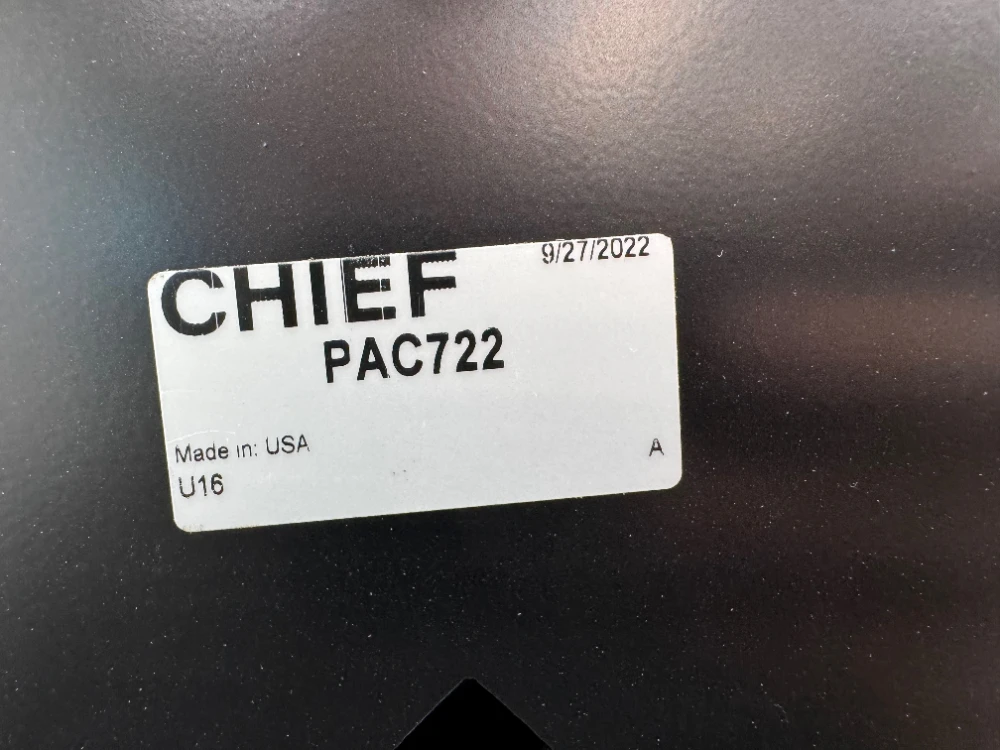 9/27/2022
CHIEF
PAC722
Made in: USA
A
U16